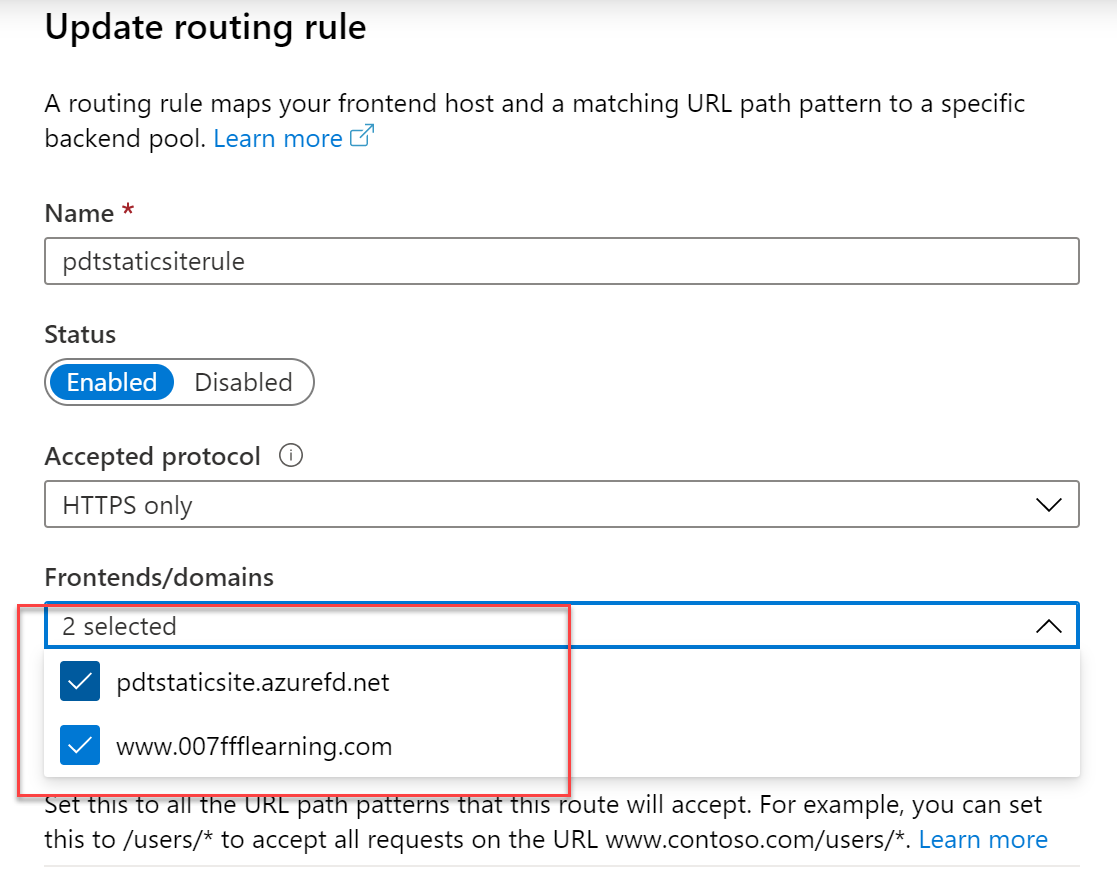 Update routing rule
A routing rule maps your frontend host and a matching URL path pattern to a specific
backend pool. Learn more
Name *
pdtstaticsiterule
Status
Enabled Disabled
Accepted protocol
HTTPS only
Frontends/domains
2 selected
pdtstaticsite.azurefd.net
www.007ffflearning.com
Set this to all the URL path patterns that this route will accept. For example, you can set
this to /users/* to accept all requests on the URL www.contoso.com/users/*. Learn more